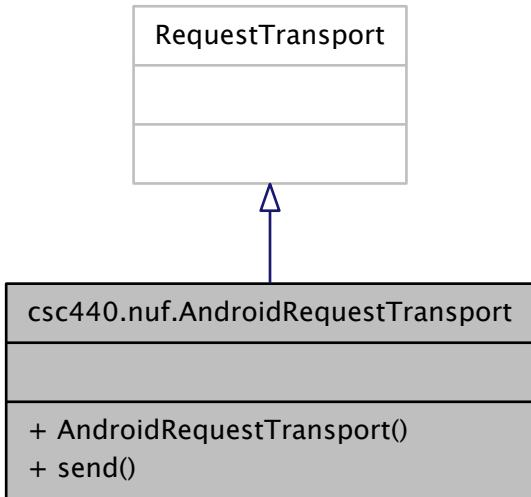 RequestTransport
csc440.nuf.AndroidRequestTransport
+ AndroidRequestTransport()
+ send()